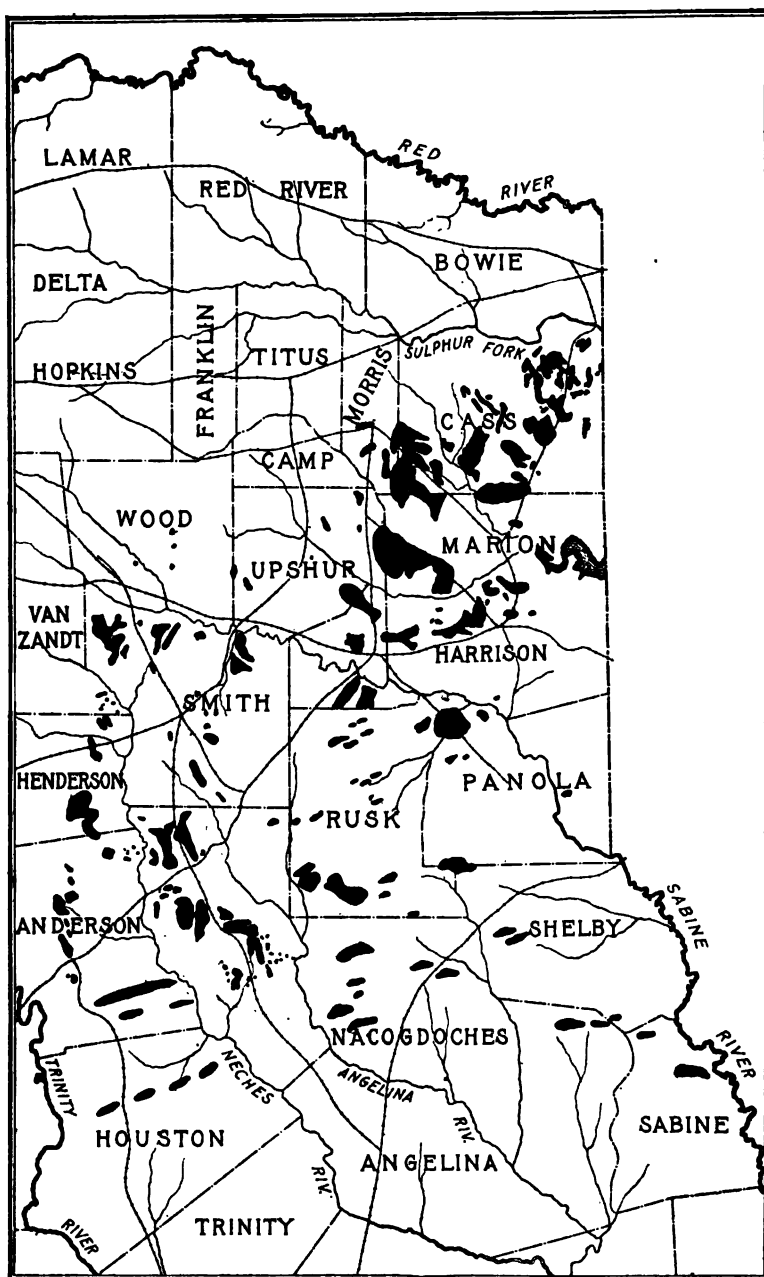 RED
RIVER
LAMAR
RED RIVER
BOWIE
DELTA
FRANKLIN
TITUS
SULPHUR FORK
HOPKINS
MORRIS
CASS
CAMP
WOOD
MARION
UPSHUR
VAN
ZANDT
HARRISON
SMITH
HENDERSON
PANOLA
RUSK
SABINE
RIVER
ANDERSON
SHELBY
NACOGDOCHES
TRINITY
RIVER
NECHES
RIV.
ANGELINA
RIV.
SABINE
HOUSTON
ANGELINA
TRINITY